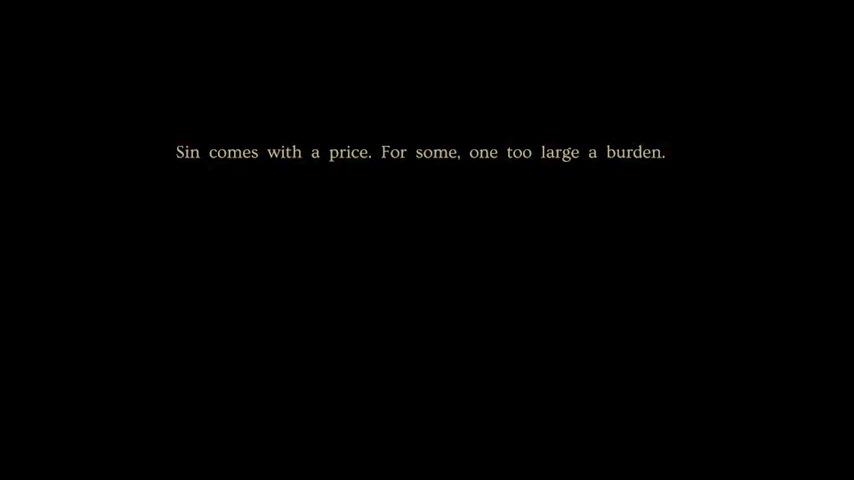 Sin comes with a price. For some, one too large a burden.